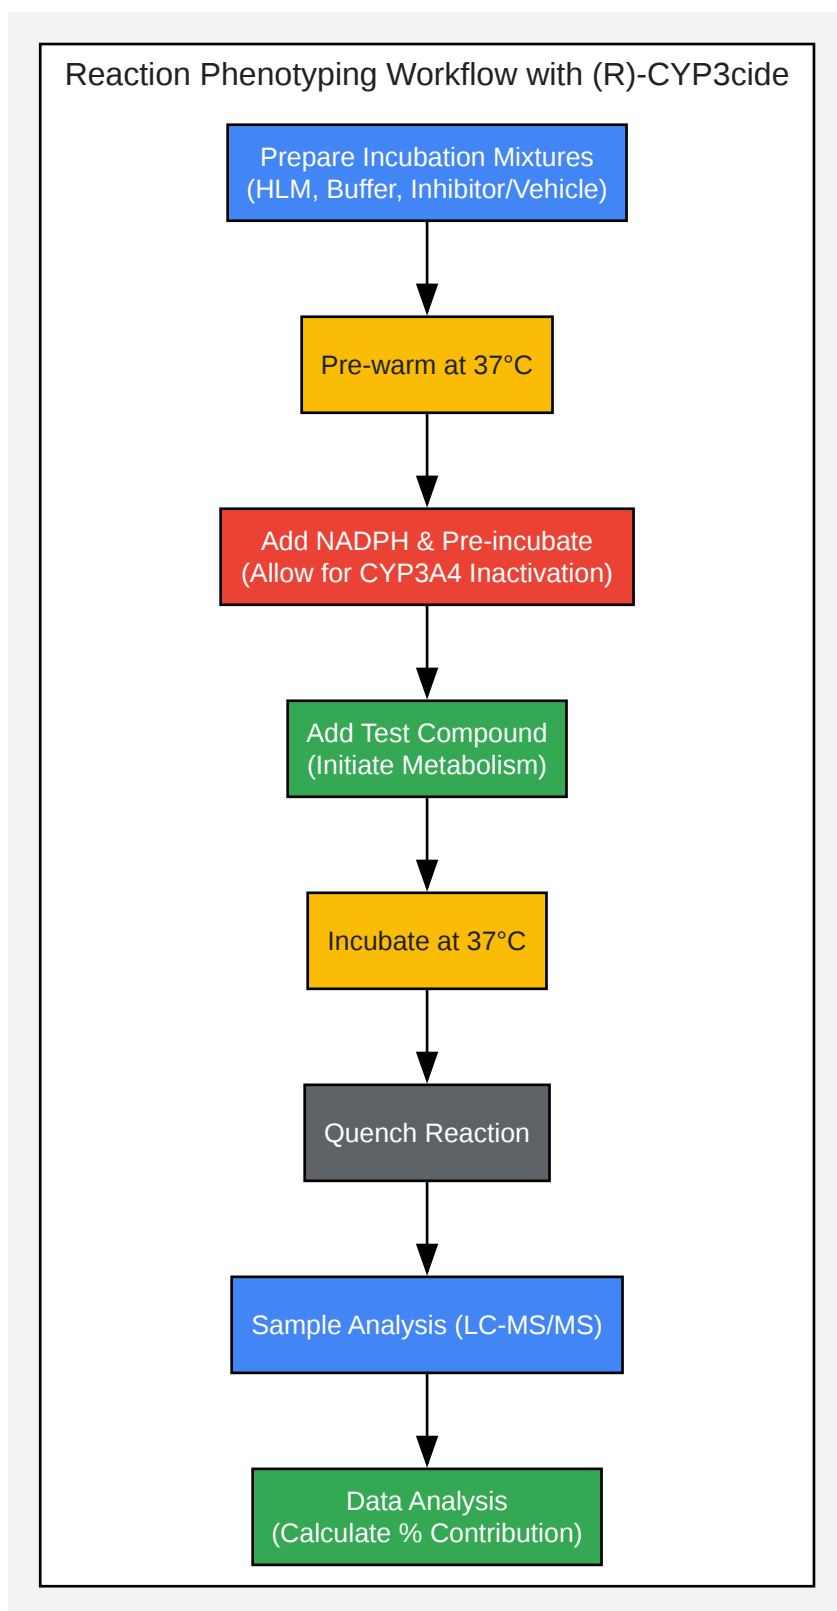 Reaction Phenotyping Workflow with (R)-CYP3cide
Prepare Incubation Mixtures
(HLM, Buffer, Inhibitor/Vehicle)
Pre-warm at 37°C
Add NADPH & Pre-incubate
(Allow for CYP3A4 Inactivation)
Add Test Compound
(Initiate Metabolism)
Incubate at 37°C
Quench Reaction
Sample Analysis (LC-MS/MS)
Data Analysis
(Calculate % Contribution)